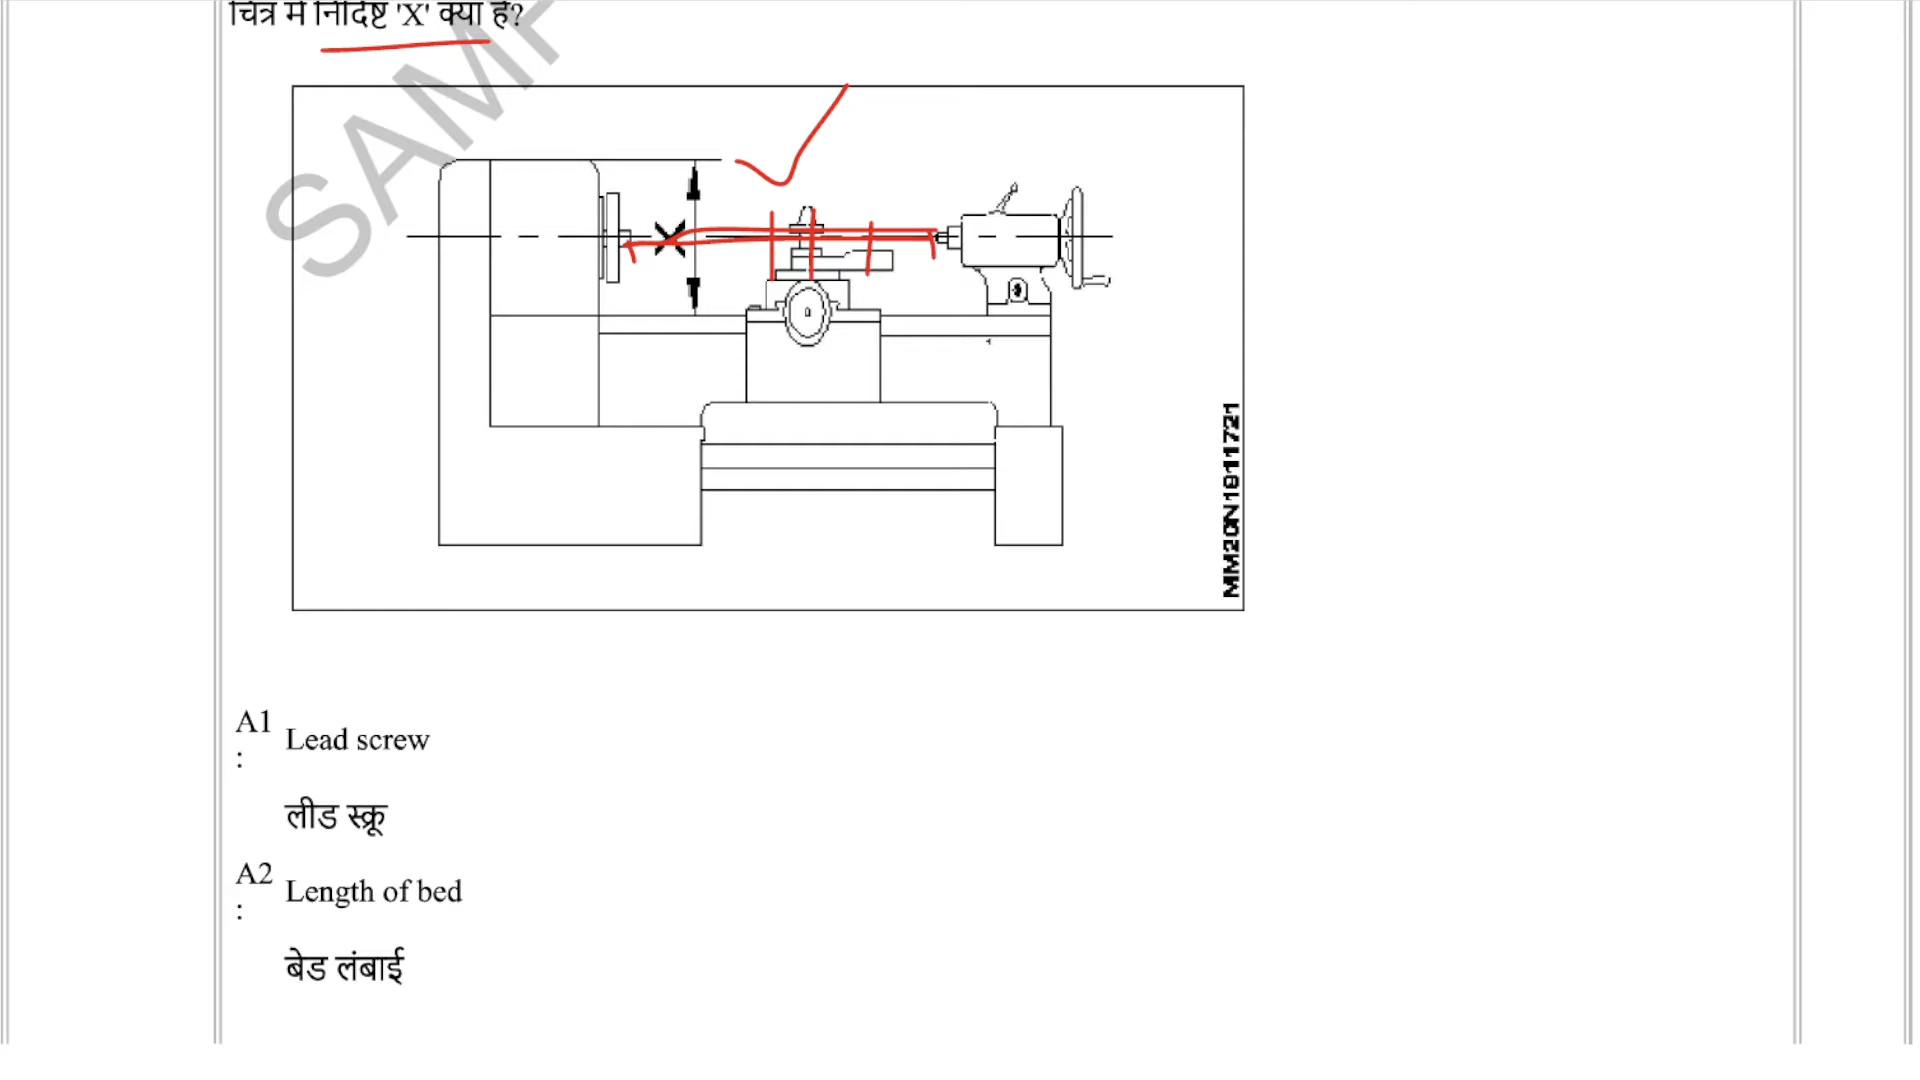 चित्र में निर्दिष्ट 'X' क्या है?
SAMP
X
MM20N1811721
A1
:
Lead screw
लीड स्क्रू
A2
:
Length of bed
बेड लंबाई